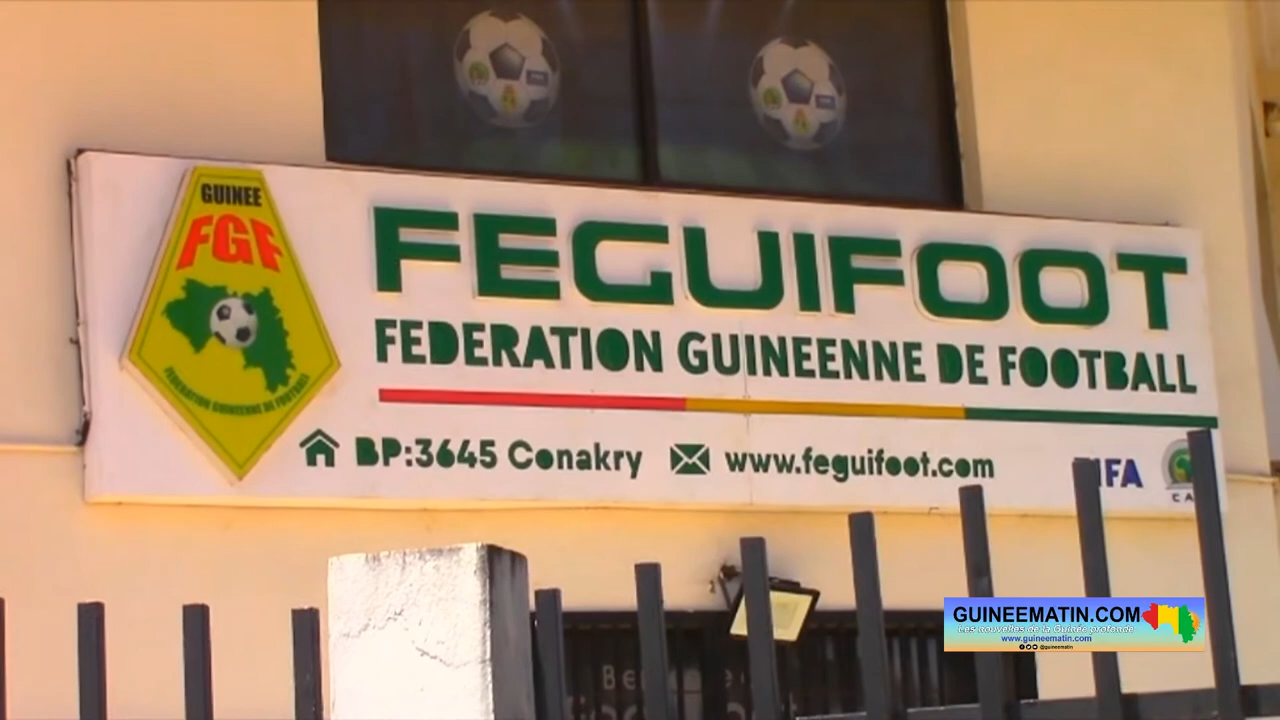 GUINEE
FGF
FEDERATION GUINEENNE DE FOOTBALL
FEGUIFOOT
FEDERATION GUINEENNE DE FOOTBALL
BP:3645 Conakry
www.feguifoot.com
FIFA
GUINEEMATIN.COM
Les nouvelles de la Guinée profonde
www.guineematin.com
@guineematin